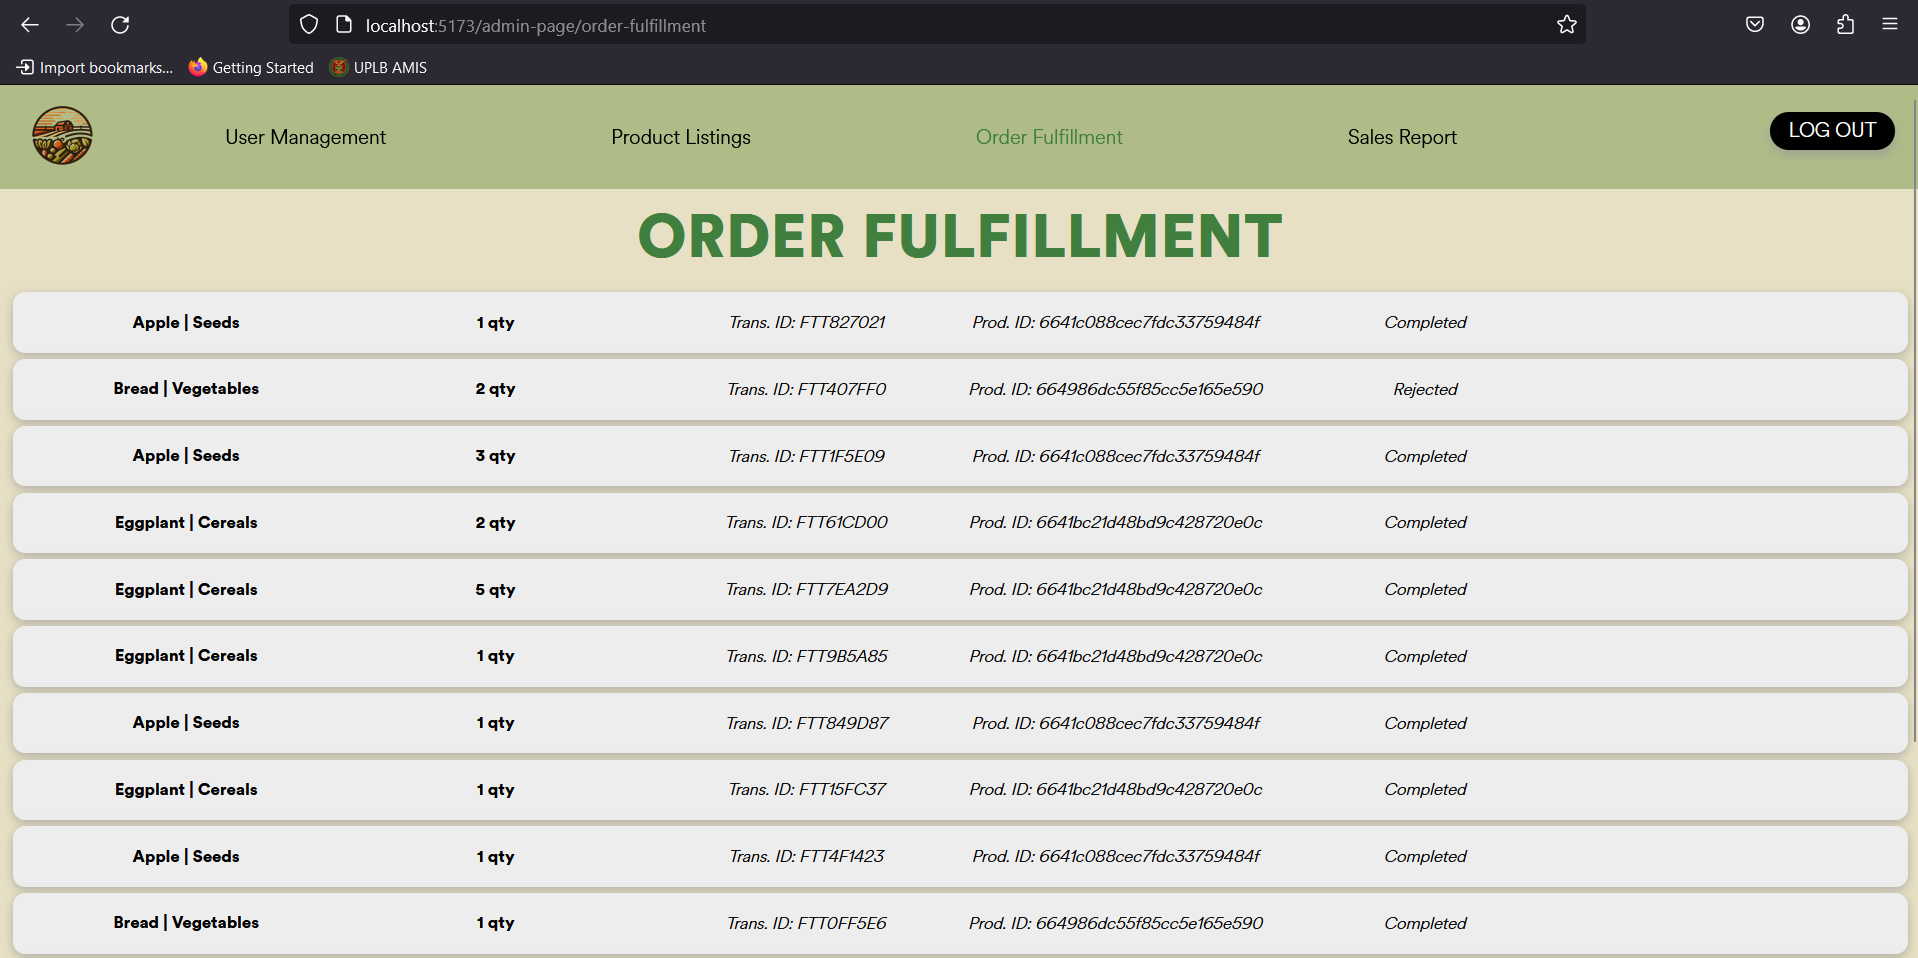 localhost:5173/admin-page/order-fulfillment
Import bookmarks... Getting Started UPLB AMIS
User Management Product Listings Order Fulfillment Sales Report LOG OUT
ORDER FULFILLMENT
Apple | Seeds 1 qty Trans. ID: FTT827021 Prod. ID: 6641c088cec7fdc33759484f Completed
Bread | Vegetables 2 qty Trans. ID: FTT407FF0 Prod. ID: 664986dc55f85cc5e165e590 Rejected
Apple | Seeds 3 qty Trans. ID: FTT1F5E09 Prod. ID: 6641c088cec7fdc33759484f Completed
Eggplant | Cereals 2 qty Trans. ID: FTT61CD00 Prod. ID: 6641bc21d48bd9c428720e0c Completed
Eggplant | Cereals 5 qty Trans. ID: FTT7EA2D9 Prod. ID: 6641bc21d48bd9c428720e0c Completed
Eggplant | Cereals 1 qty Trans. ID: FTT9B5A85 Prod. ID: 6641bc21d48bd9c428720e0c Completed
Apple | Seeds 1 qty Trans. ID: FTT849D87 Prod. ID: 6641c088cec7fdc33759484f Completed
Eggplant | Cereals 1 qty Trans. ID: FTT15FC37 Prod. ID: 6641bc21d48bd9c428720e0c Completed
Apple | Seeds 1 qty Trans. ID: FTT4F1423 Prod. ID: 6641c088cec7fdc33759484f Completed
Bread | Vegetables 1 qty Trans. ID: FTT0FF5E6 Prod. ID: 664986dc55f85cc5e165e590 Completed